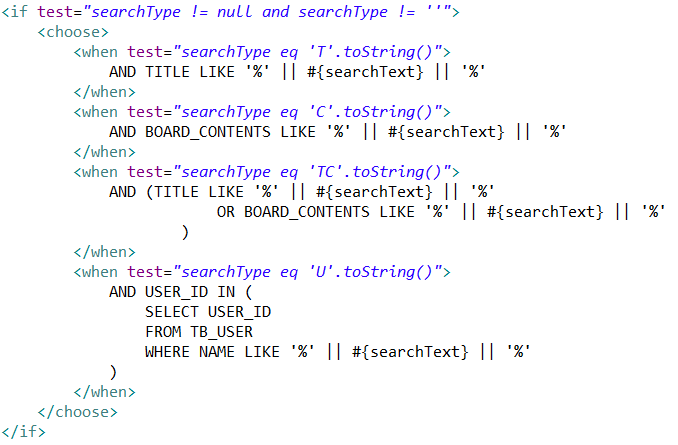 <if test="searchType != null and searchType != ''">
    <choose>
        <when test="searchType eq 'T'.toString()">
            AND TITLE LIKE '%' || #{searchText} || '%'
        </when>
        <when test="searchType eq 'C'.toString()">
            AND BOARD_CONTENTS LIKE '%' || #{searchText} || '%'
        </when>
        <when test="searchType eq 'TC'.toString()">
            AND (TITLE LIKE '%' || #{searchText} || '%'
                        OR BOARD_CONTENTS LIKE '%' || #{searchText} || '%'
                    )
        </when>
        <when test="searchType eq 'U'.toString()">
            AND USER_ID IN (
                SELECT USER_ID
                FROM TB_USER
                WHERE NAME LIKE '%' || #{searchText} || '%'
            )
        </when>
    </choose>
</if>